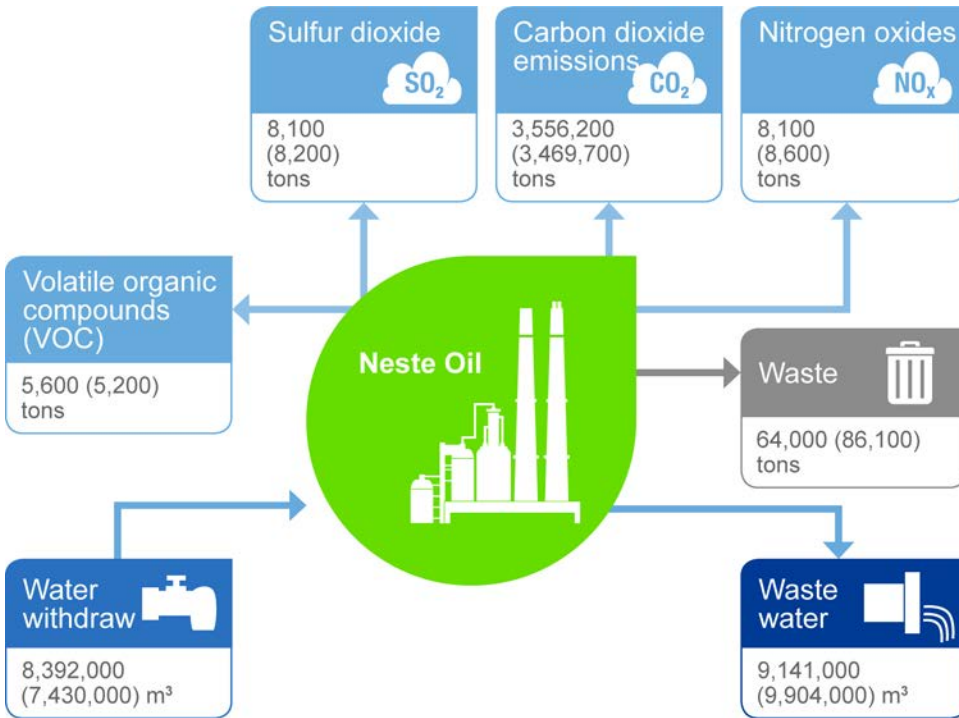 Sulfur dioxide
SO₂
8,100
(8,200)
tons
Carbon dioxide
emissions
CO₂
3,556,200
(3,469,700)
tons
Nitrogen oxides
NOₓ
8,100
(8,600)
tons
Volatile organic
compounds
(VOC)
5,600 (5,200)
tons
Neste Oil
Waste
64,000 (86,100)
tons
Water
withdraw
8,392,000
(7,430,000) m³
Waste
water
9,141,000
(9,904,000) m³